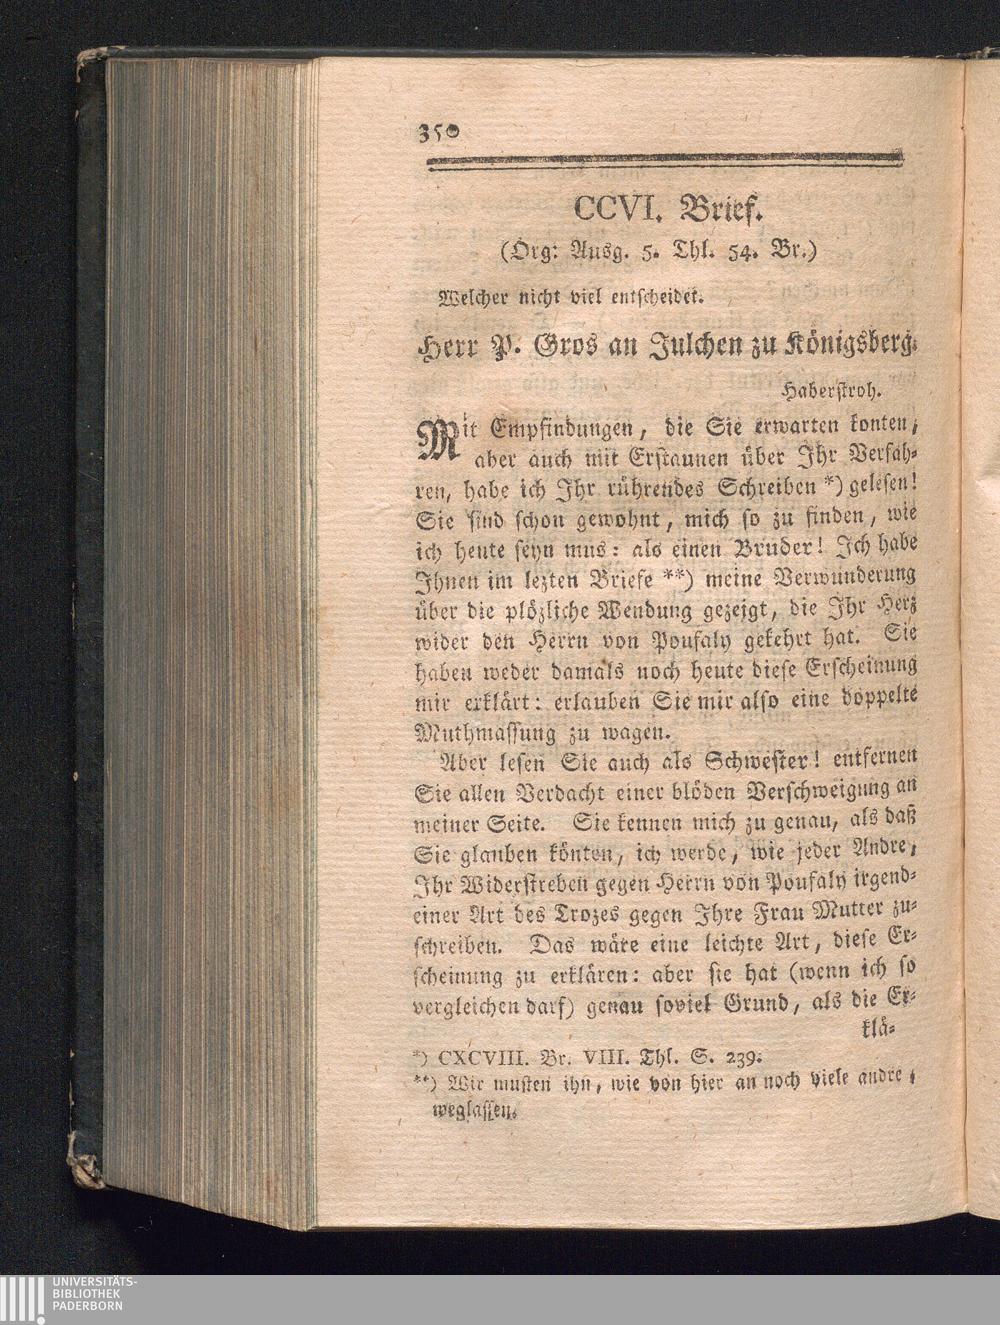 350
CCVI. Brief.
(Org: Ausg. 5. Thl. 54. Br.)
Welcher nicht viel entscheidet.
Herr P. Gros an Julchen zu Königsberg.
Haberstroh.
Mit Empfindungen, die Sie erwarten konten,
aber auch mit Erstaunen über Ihr Verfah-
ren, habe ich Ihr rührendes Schreiben *) gelesen!
Sie sind schon gewohnt, mich so zu finden, wie
ich heute seyn mus: als einen Bruder! Ich habe
Ihnen im lezten Briefe **) meine Verwunderung
über die plözliche Wendung gezeigt, die Ihr Herz
wider den Herrn von Poufaly gekehrt hat. Sie
haben weder damals noch heute diese Erscheinung
mir erklärt: erlauben Sie mir also eine doppelte
Muthmassung zu wagen.
Aber lesen Sie auch als Schwester! entfernen
Sie allen Verdacht einer blöden Verschweigung an
meiner Seite. Sie kennen mich zu genau, als daß
Sie glauben könten, ich werde, wie jeder Andre,
Ihr Widerstreben gegen Herrn von Poufaly irgend-
einer Art des Trozes gegen Ihre Frau Mutter zu-
schreiben. Das wäre eine leichte Art, diese Er-
scheinung zu erklären: aber sie hat (wenn ich so
vergleichen darf) genau soviel Grund, als die Er-
klä-
*) CXCVIII. Br. VIII. Thl. S. 239.
**) Wir musten ihn, wie von hier an noch viele andre,
weglassen.
UNIVERSITÄTS-
BIBLIOTHEK
PADERBORN